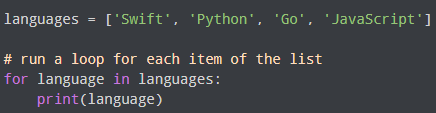 languages = ['Swift', 'Python', 'Go', 'JavaScript']
# run a loop for each item of the list
for language in languages:
    print(language)